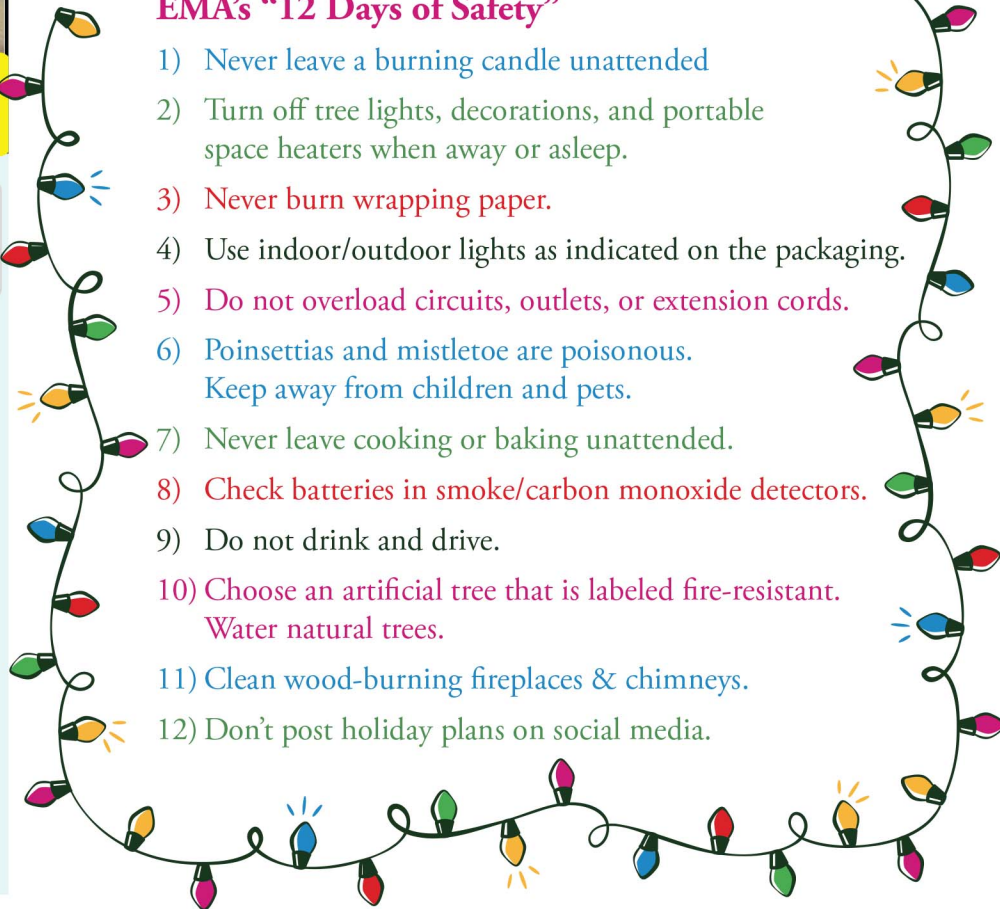 EMA's “12 Days of Safety”
1) Never leave a burning candle unattended
2) Turn off tree lights, decorations, and portable
space heaters when away or asleep.
3) Never burn wrapping paper.
4) Use indoor/outdoor lights as indicated on the packaging.
5) Do not overload circuits, outlets, or extension cords.
6) Poinsettias and mistletoe are poisonous.
Keep away from children and pets.
7) Never leave cooking or baking unattended.
8) Check batteries in smoke/carbon monoxide detectors.
9) Do not drink and drive.
10) Choose an artificial tree that is labeled fire-resistant.
Water natural trees.
11) Clean wood-burning fireplaces & chimneys.
12) Don't post holiday plans on social media.